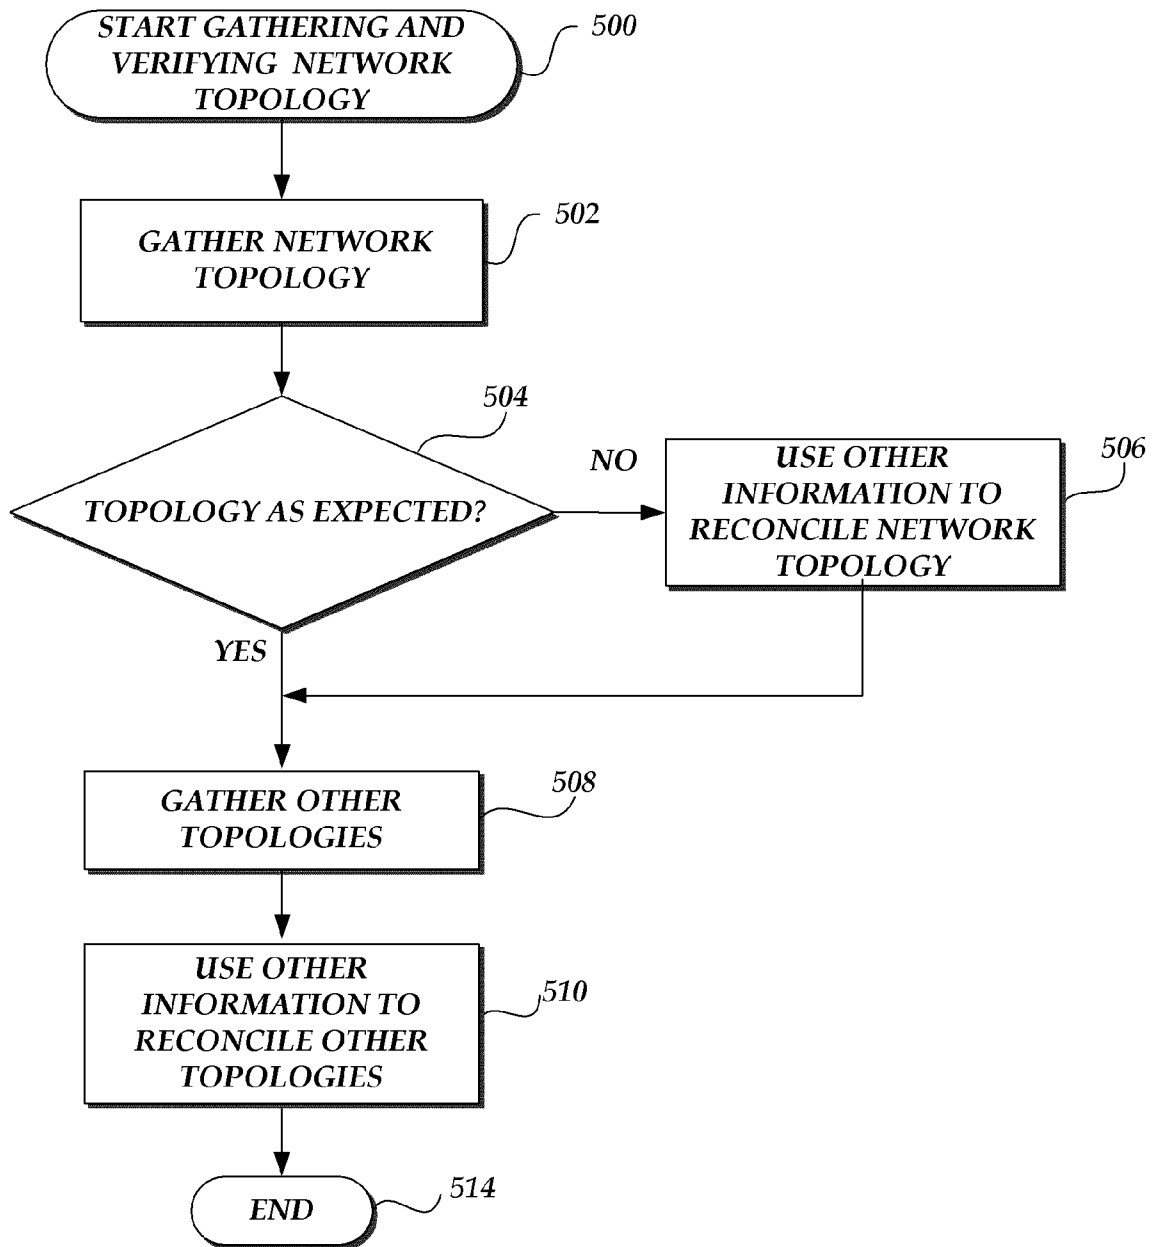 START GATHERING AND
VERIFYING NETWORK
TOPOLOGY
500
GATHER NETWORK
TOPOLOGY
502
504
TOPOLOGY AS EXPECTED?
NO
USE OTHER
INFORMATION TO
RECONCILE NETWORK
TOPOLOGY
506
YES
GATHER OTHER
TOPOLOGIES
508
USE OTHER
INFORMATION TO
RECONCILE OTHER
TOPOLOGIES
510
END
514